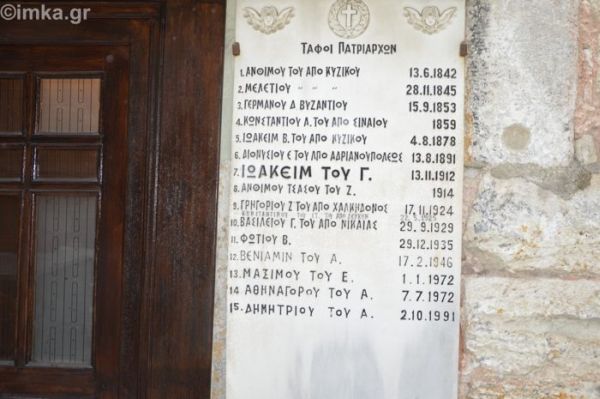 ©imka.gr
ΤΑΦΟΙ ΠΑΤΡΙΑΡΧΩΝ
1. ΑΝΘΙΜΟΥ ΤΟΥ ΑΠΟ ΚΥΖΙΚΟΥ 13.6.1842
2. ΜΕΛΕΤΙΟΥ " " " 28.11.1845
3. ΓΕΡΜΑΝΟΥ Δ ΒΥΖΑΝΤΙΟΥ 15.9.1853
4. ΚΩΝΣΤΑΝΤΙΟΥ Α. ΤΟΥ ΑΠΟ ΣΙΝΑΙΟΥ 1859
5. ΙΩΑΚΕΙΜ Β. ΤΟΥ ΑΠΟ ΚΥΖΙΚΟΥ 4.8.1878
6. ΔΙΟΝΥΣΙΟΥ Ε ΤΟΥ ΑΠΟ ΑΔΡΙΑΝΟΥΠΟΛΕΩΣ 13.8.1891
7. ΙΩΑΚΕΙΜ ΤΟΥ Γ. 13.11.1912
8. ΑΝΘΙΜΟΥ ΤΣΑΣΟΥ ΤΟΥ Ζ. 1914
9. ΓΡΗΓΟΡΙΟΥ Ζ ΤΟΥ ΑΠΟ ΧΑΛΚΗΔΟΝΟΣ 17.11.1924
ΚΩΝΣΤΑΝΤΙΝΟΥ ΤΟΥ
10. ΒΑΣΙΛΕΙΟΥ Γ. ΤΟΥ ΑΠΟ ΝΙΚΑΙΑΣ 29.9.1929
11. ΦΩΤΙΟΥ Β. 29.12.1935
12. ΒΕΝΙΑΜΙΝ ΤΟΥ Α. 17.2.1946
13. ΜΑΞΙΜΟΥ ΤΟΥ Ε. 1.1.1972
14 ΑΘΗΝΑΓΟΡΟΥ ΤΟΥ Α. 7.7.1972
15. ΔΗΜΗΤΡΙΟΥ ΤΟΥ Α. 2.10.1991